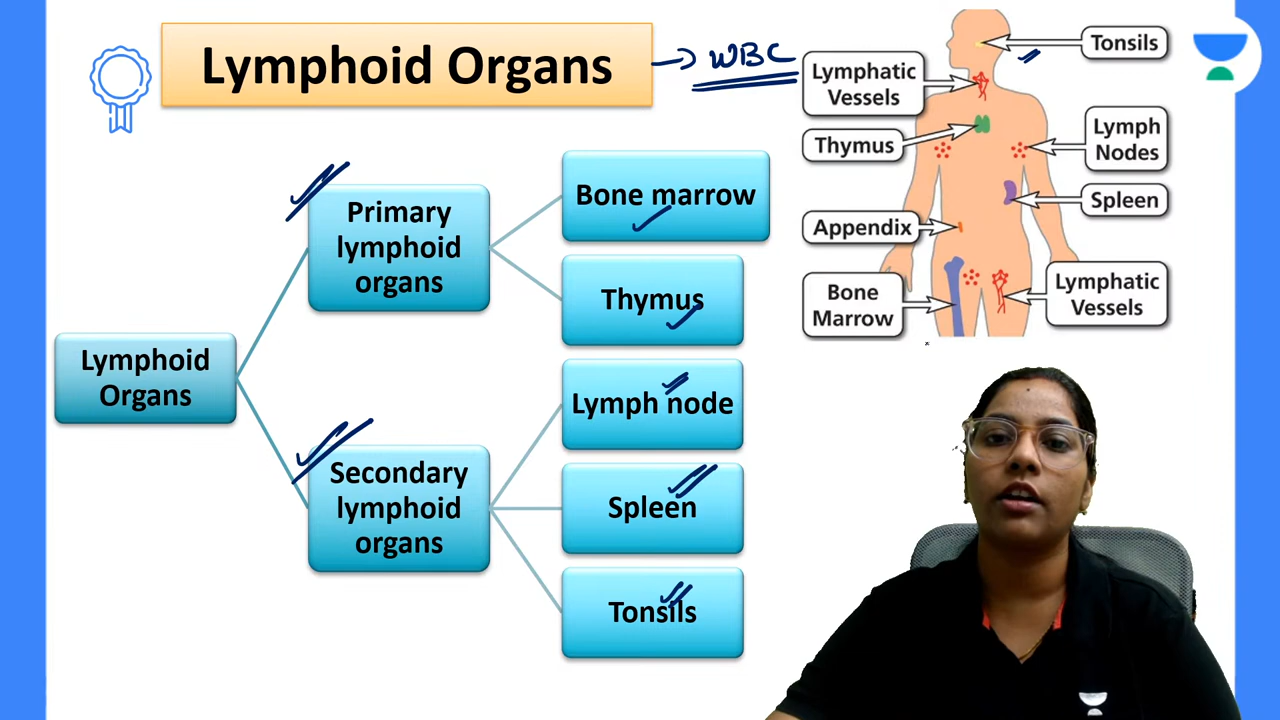 Lymphoid Organs
→ WBC
Lymphoid
Organs
Primary
lymphoid
organs
Secondary
lymphoid
organs
Bone marrow
Thymus
Lymph node
Spleen
Tonsils
Tonsils
Lymphatic
Vessels
Thymus
Lymph
Nodes
Spleen
Appendix
Bone
Marrow
Lymphatic
Vessels